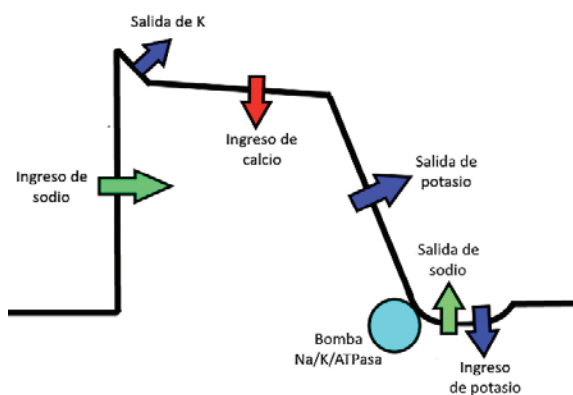 Salida de K
Ingreso de
calcio
Ingreso de
sodio
Salida de
potasio
Salida de
sodio
Bomba
Na/K/ATPasa
Ingreso
de potasio